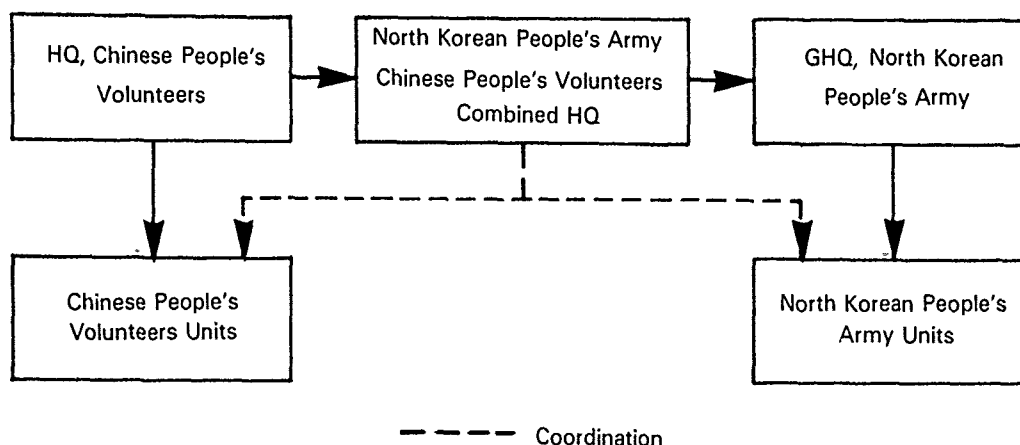 HQ, Chinese People's
Volunteers
North Korean People's Army
Chinese People's Volunteers
Combined HQ
GHQ, North Korean
People's Army
Chinese People's
Volunteers Units
North Korean People's
Army Units
Coordination